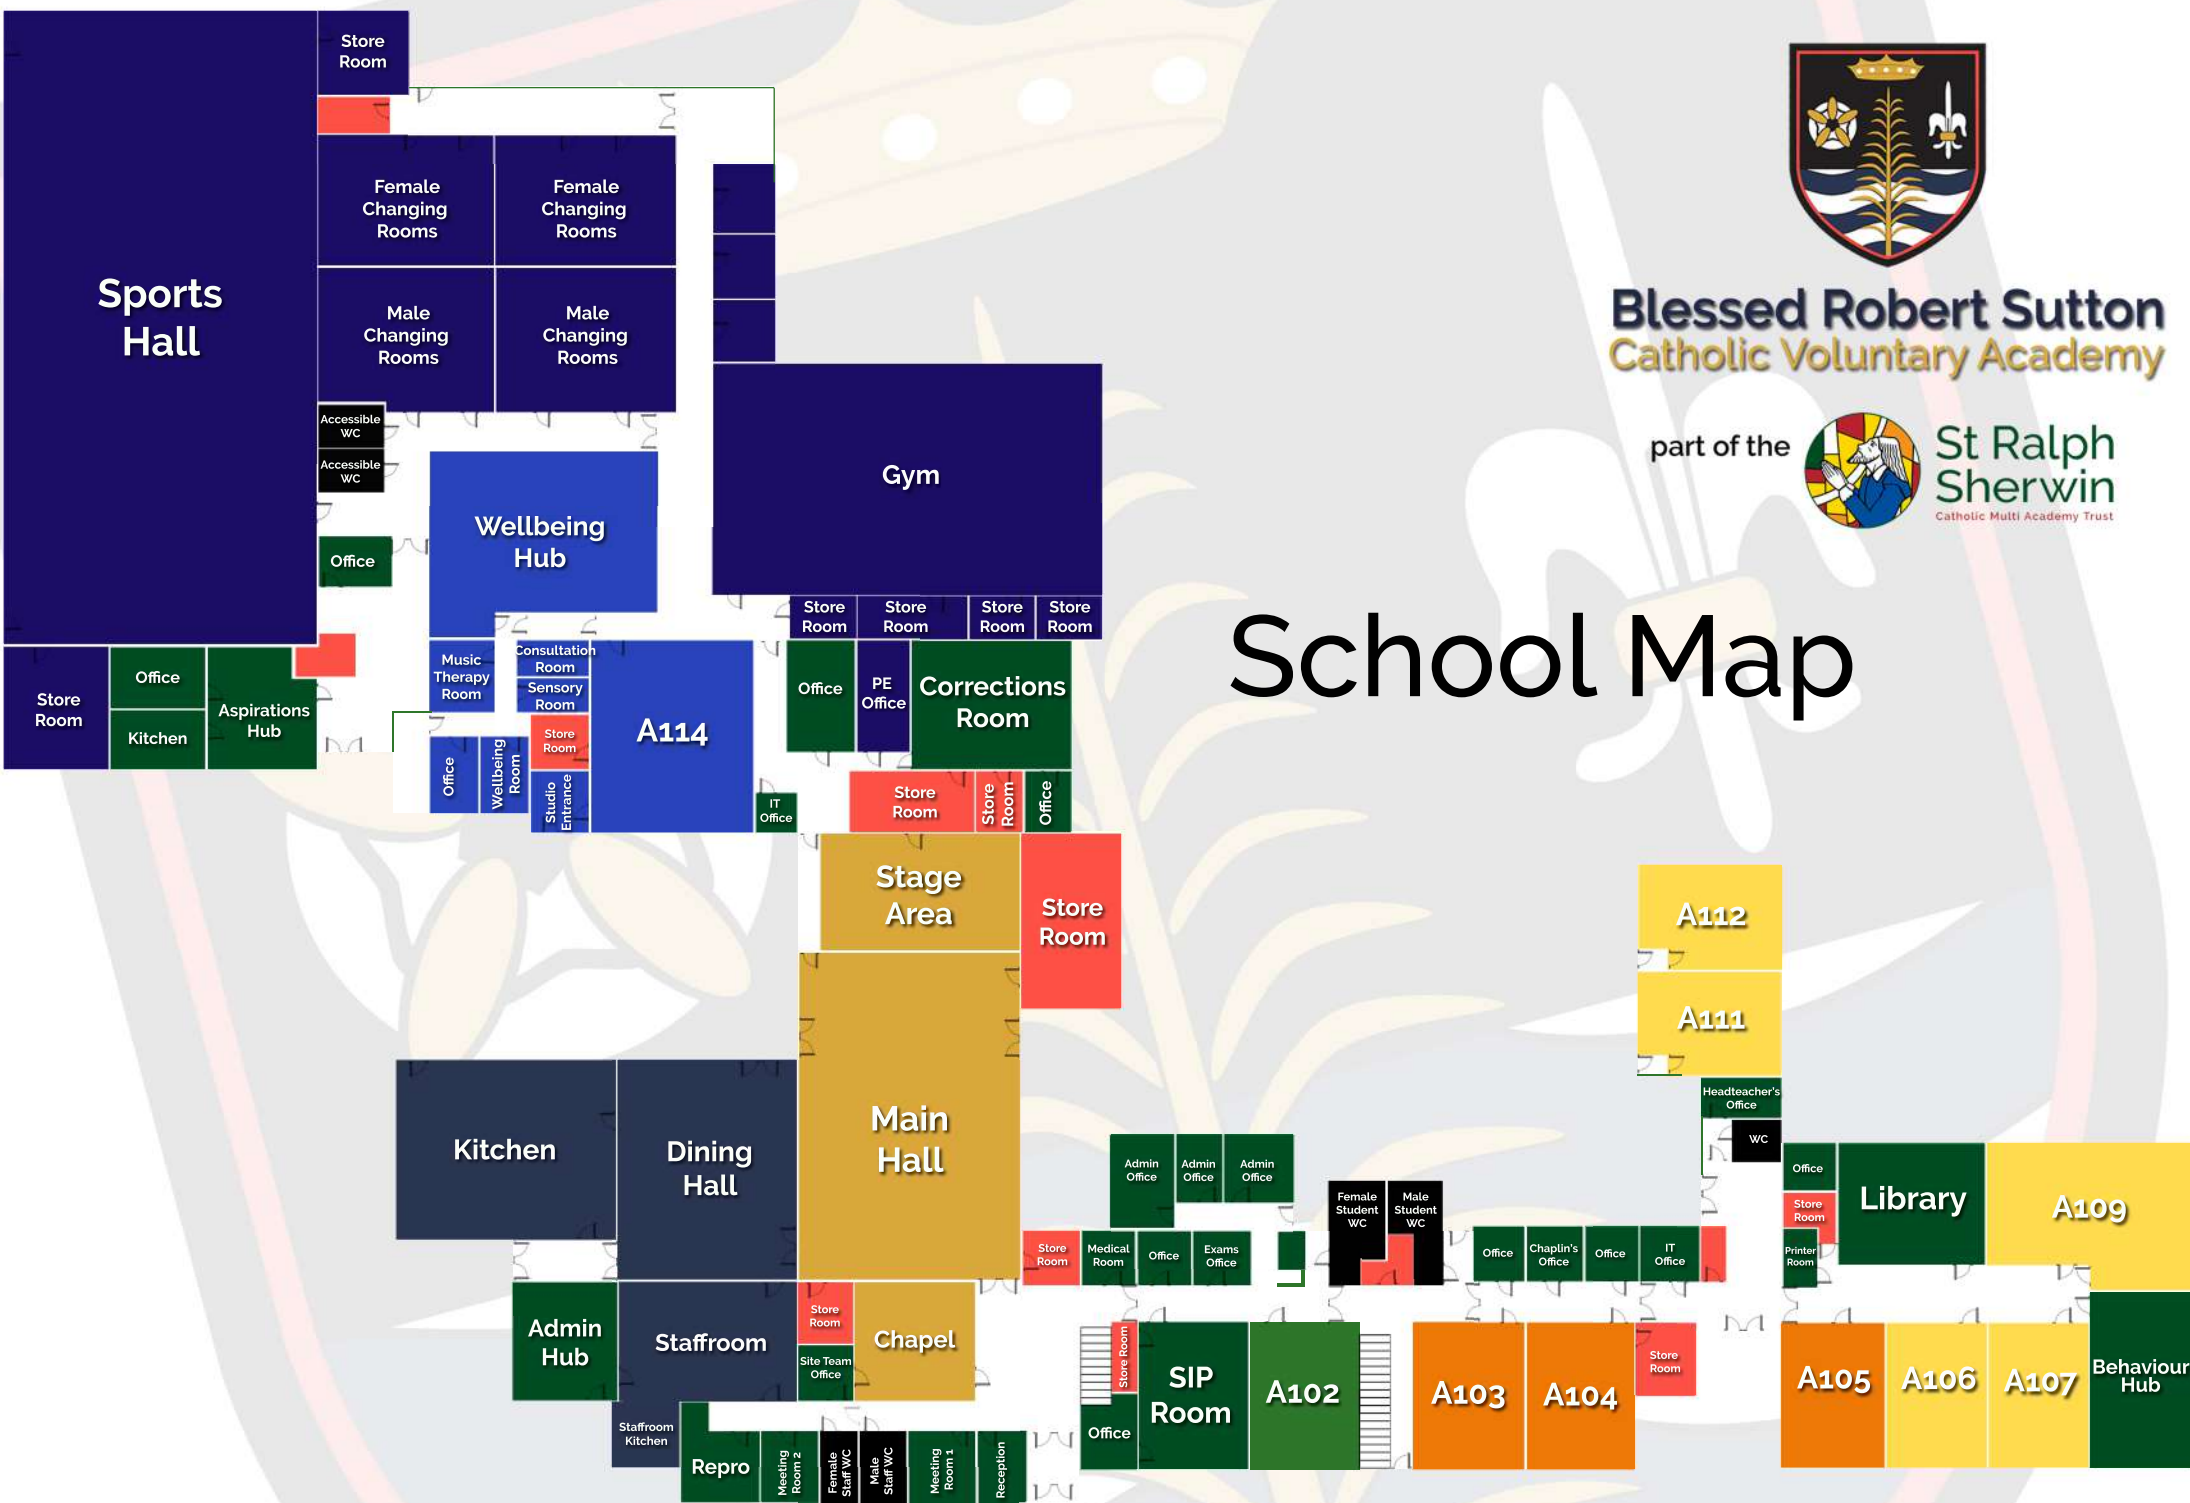 Store
Room
Female
Changing
Rooms
Female
Changing
Rooms
Sports
Hall
Male
Changing
Rooms
Male
Changing
Rooms
Accessible
WC
Accessible
WC
Blessed Robert Sutton
Catholic Voluntary Academy
part of the
St Ralph
Sherwin
Catholic Multi Academy Trust
Gym
Wellbeing
Hub
Office
School Map
Store
Room
Store
Room
Store
Room
Store
Room
Store
Room
Office
Kitchen
Aspirations
Hub
Music
Therapy
Room
Consultation
Room
Sensory
Room
Store
Room
A114
Office
PE
Office
Corrections
Room
Office
Wellbeing
Room
Studio
Entrance
IT
Office
Store
Room
Store
Room
Office
Stage
Area
Store
Room
A112
A111
Headteacher's
Office
WC
Kitchen
Dining
Hall
Main
Hall
Admin
Office
Admin
Office
Admin
Office
Female
Student
WC
Male
Student
WC
Office
Store
Room
Printer
Room
Library
A109
Store
Room
Medical
Room
Office
Exams
Office
Office
Chaplin's
Office
Office
IT
Office
Admin
Hub
Staffroom
Store
Room
Site Team
Office
Chapel
Store Room
SIP
Room
A102
A103
A104
Store
Room
A105
A106
A107
Behaviour
Hub
Office
Staffroom
Kitchen
Repro
Meeting
Room 2
Female
Staff WC
Male
Staff WC
Meeting
Room 1
Reception